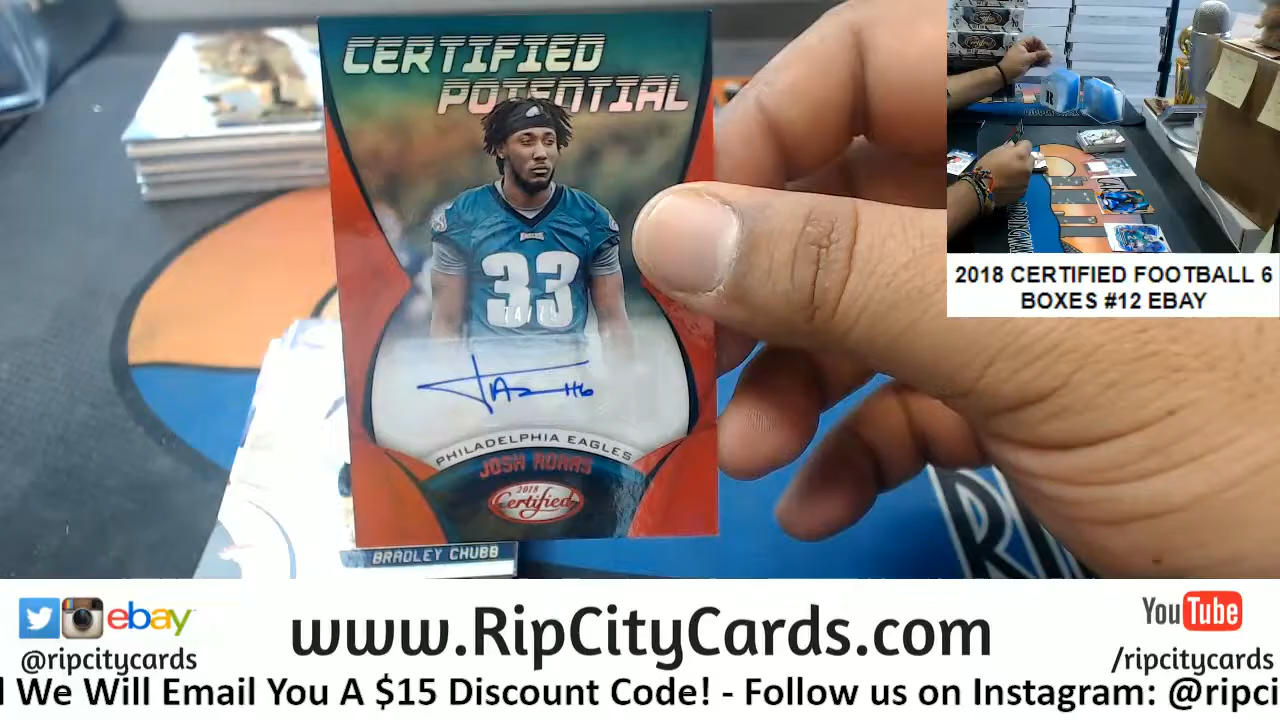 CERTIFIED
POTENTIAL
33
PHILADELPHIA EAGLES
JOSH ADAMS
2018
Certified
BRADLEY CHUBB
2018 CERTIFIED FOOTBALL 6
BOXES #12 EBAY
ebay
www.RipCityCards.com
YouTube
@ripcitycards
/ripcitycards
We Will Email You A $15 Discount Code! - Follow us on Instagram: @ripci